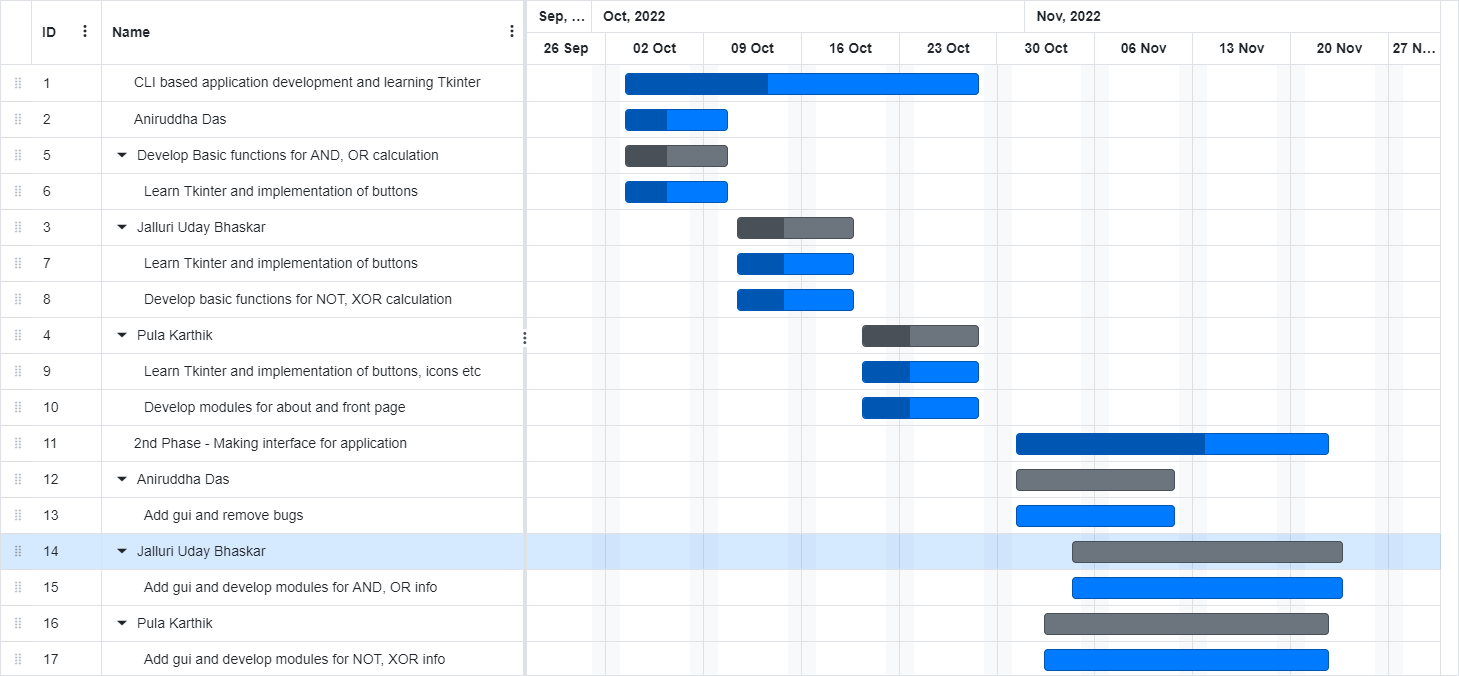 Sep, ... Oct, 2022 Nov, 2022
ID Name
26 Sep 02 Oct 09 Oct 16 Oct 23 Oct 30 Oct 06 Nov 13 Nov 20 Nov 27 N...
1 CLI based application development and learning Tkinter
2 Aniruddha Das
5 Develop Basic functions for AND, OR calculation
6 Learn Tkinter and implementation of buttons
3 Jalluri Uday Bhaskar
7 Learn Tkinter and implementation of buttons
8 Develop basic functions for NOT, XOR calculation
4 Pula Karthik
9 Learn Tkinter and implementation of buttons, icons etc
10 Develop modules for about and front page
11 2nd Phase - Making interface for application
12 Aniruddha Das
13 Add gui and remove bugs
14 Jalluri Uday Bhaskar
15 Add gui and develop modules for AND, OR info
16 Pula Karthik
17 Add gui and develop modules for NOT, XOR info